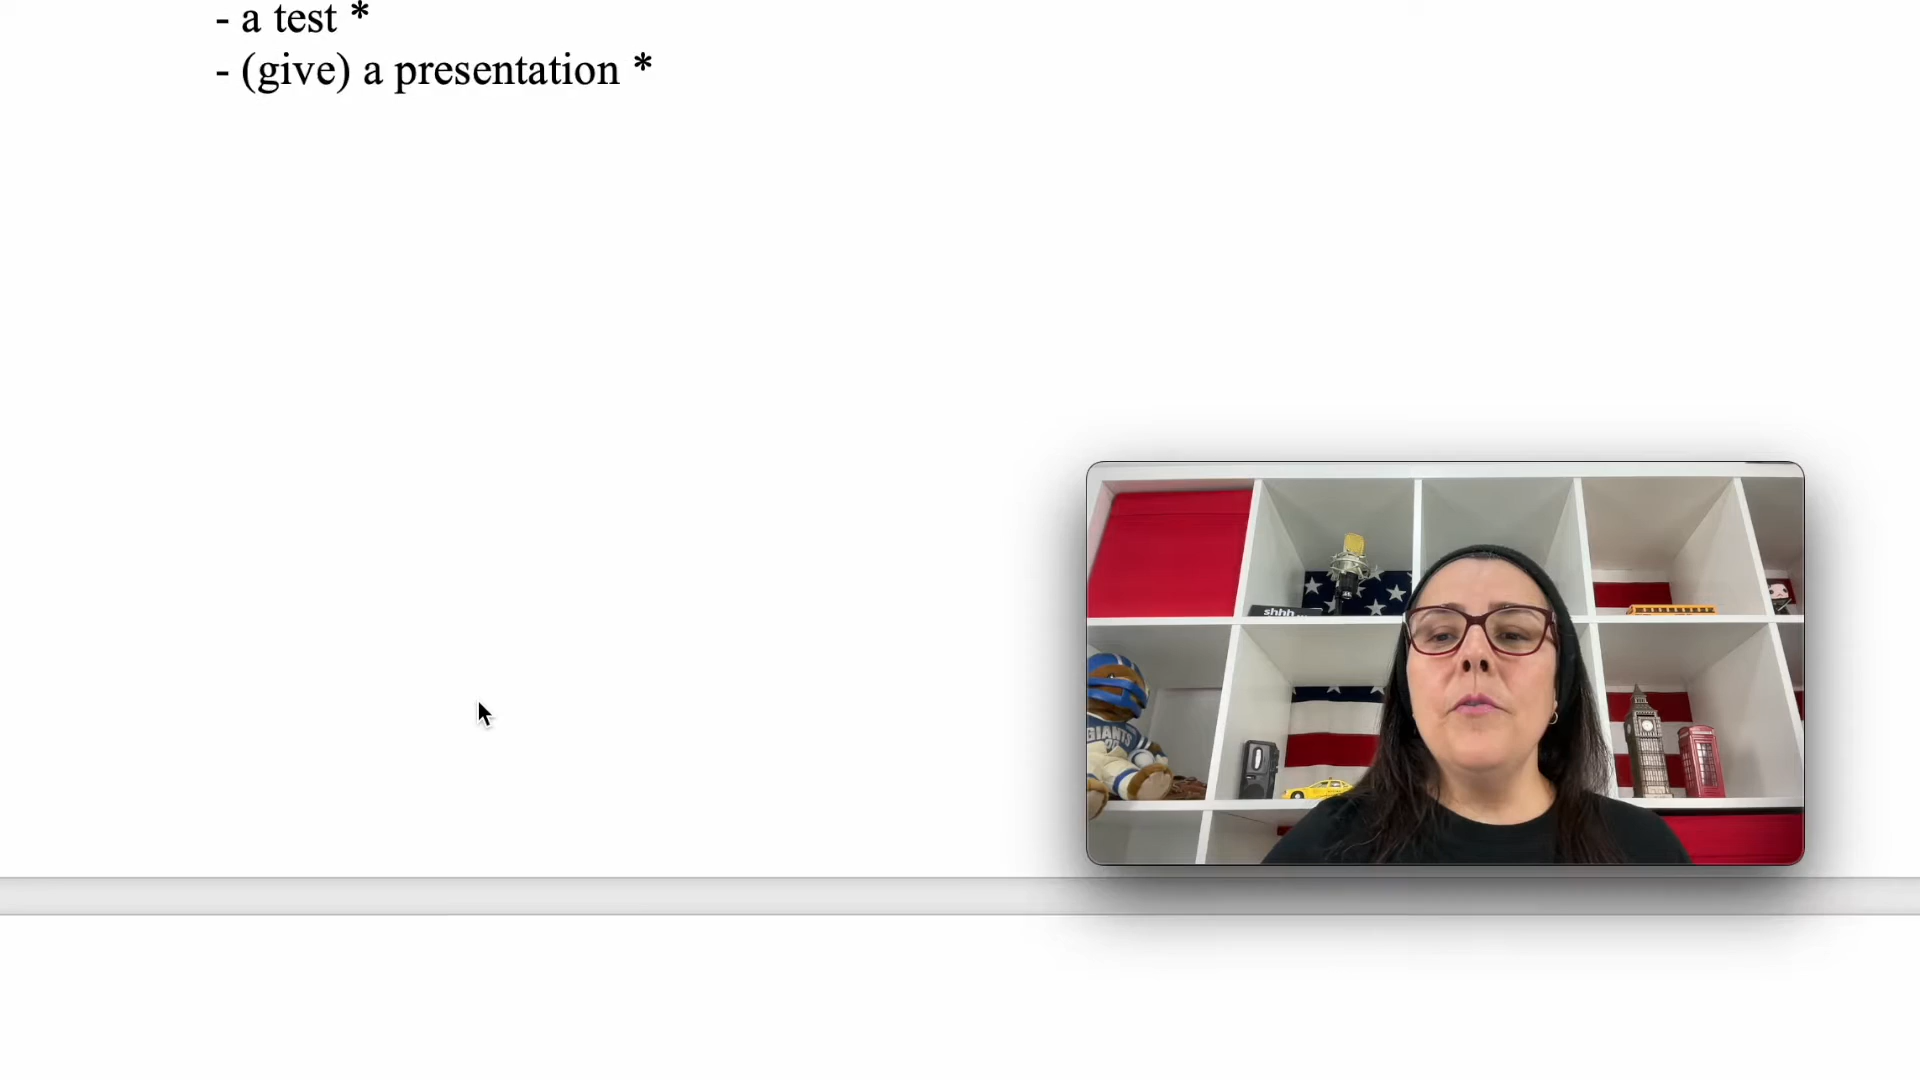 - a test *
- (give) a presentation *
shhh
GIANTS